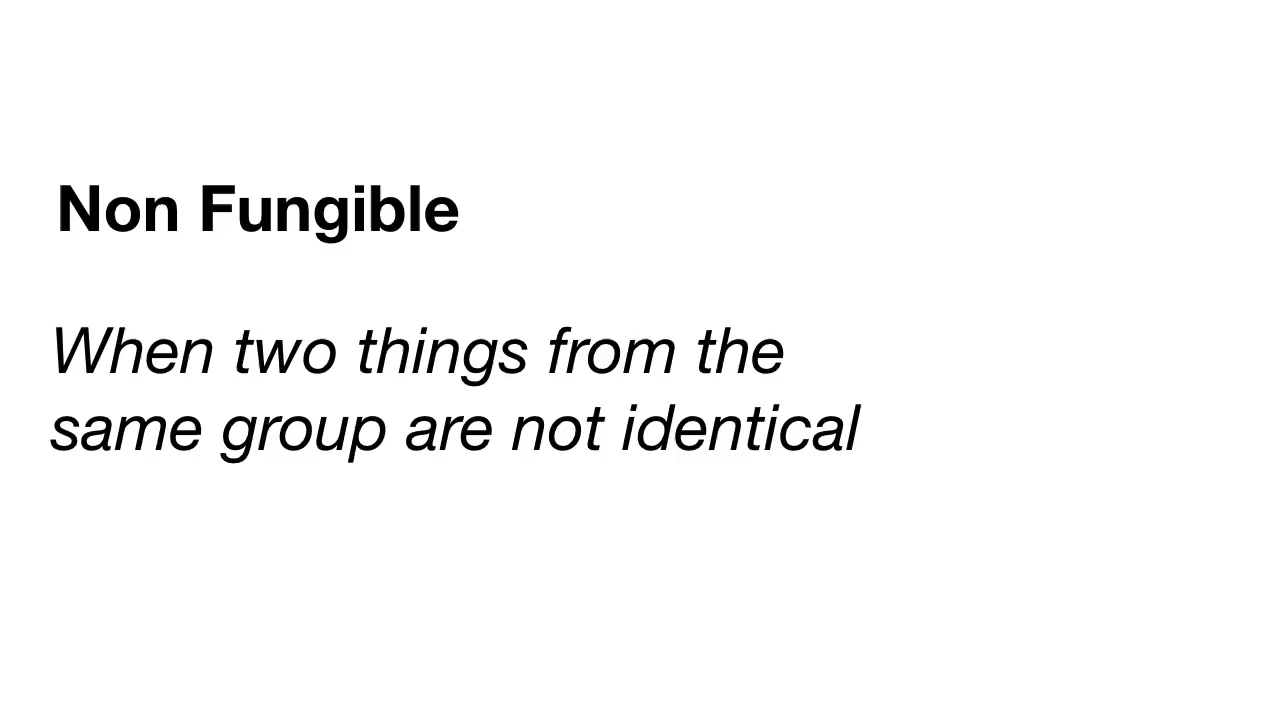 Non Fungible
When two things from the
same group are not identical